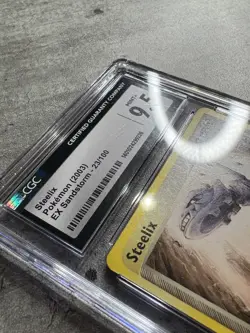 CERTIFIED GUARANTY COMPANY
CGC
Steelix
Pokémon (2003)
EX Sandstorm - 23/100
9.5
Steelix